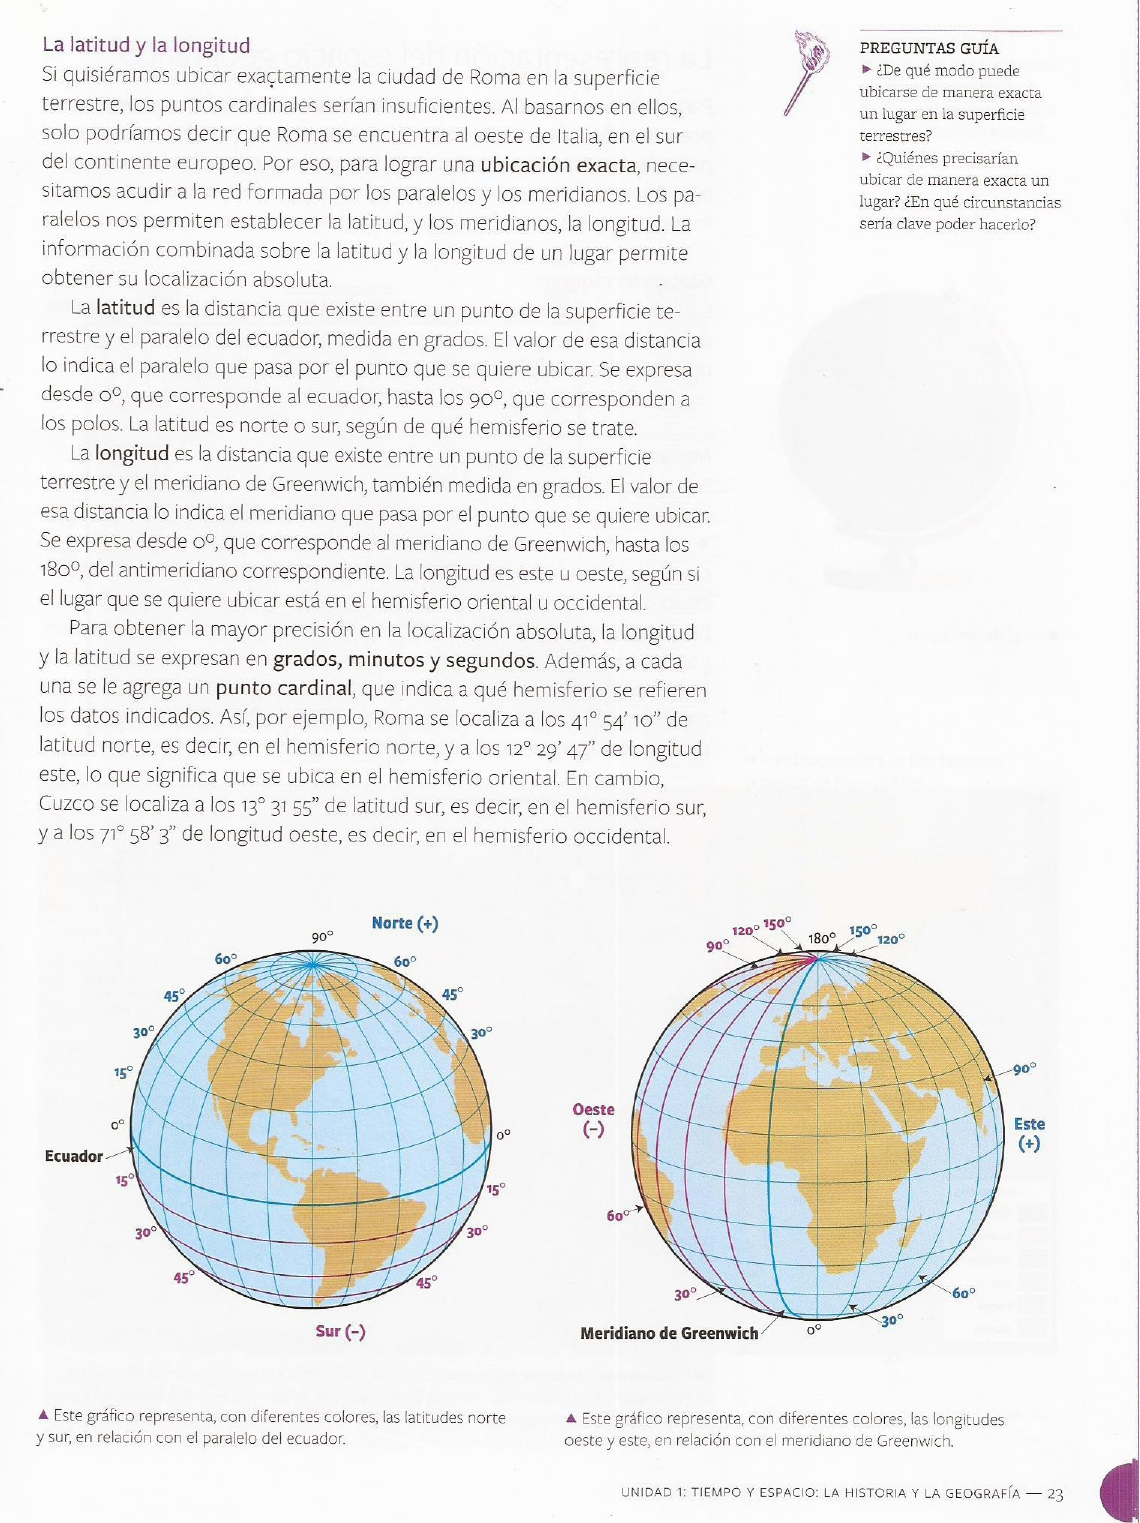 La latitud y la longitud
Si quisiéramos ubicar exactamente la ciudad de Roma en la superficie
terrestre, los puntos cardinales serían insuficientes. Al basarnos en ellos,
solo podríamos decir que Roma se encuentra al oeste de Italia, en el sur
del continente europeo. Por eso, para lograr una ubicación exacta, nece-
sitamos acudir a la red formada por los paralelos y los meridianos. Los pa-
ralelos nos permiten establecer la latitud, y los meridianos, la longitud. La
información combinada sobre la latitud y la longitud de un lugar permite
obtener su localización absoluta.
La latitud es la distancia que existe entre un punto de la superficie te-
rrestre y el paralelo del ecuador, medida en grados. El valor de esa distancia
lo indica el paralelo que pasa por el punto que se quiere ubicar. Se expresa
desde 0º, que corresponde al ecuador, hasta los 90º, que corresponden a
los polos. La latitud es norte o sur, según de qué hemisferio se trate.
La longitud es la distancia que existe entre un punto de la superficie
terrestre y el meridiano de Greenwich, también medida en grados. El valor de
esa distancia lo indica el meridiano que pasa por el punto que se quiere ubicar.
Se expresa desde 0º, que corresponde al meridiano de Greenwich, hasta los
180º, del antimeridiano correspondiente. La longitud es este u oeste, según si
el lugar que se quiere ubicar está en el hemisferio oriental u occidental.
Para obtener la mayor precisión en la localización absoluta, la longitud
y la latitud se expresan en grados, minutos y segundos. Además, a cada
una se le agrega un punto cardinal, que indica a qué hemisferio se refieren
los datos indicados. Así, por ejemplo, Roma se localiza a los 41° 54’ 10” de
latitud norte, es decir, en el hemisferio norte, y a los 12° 29’ 47” de longitud
este, lo que significa que se ubica en el hemisferio oriental. En cambio,
Cuzco se localiza a los 13° 31 55” de latitud sur, es decir, en el hemisferio sur,
y a los 71° 58’ 3” de longitud oeste, es decir, en el hemisferio occidental.
PREGUNTAS GUÍA
► ¿De qué modo puede
ubicarse de manera exacta
un lugar en la superficie
terrestres?
► ¿Quiénes precisarían
ubicar de manera exacta un
lugar? ¿En qué circunstancias
sería clave poder hacerlo?
Norte (+)
90°
60° 60°
45° 45°
30° 30°
15°
0° 0°
Ecuador
15° 15°
30° 30°
45° 45°
Sur (-)
90° 120° 150° 180° 150° 120°
90°
Oeste
(-)
Este
(+)
60°
30° 60°
30°
Meridiano de Greenwich 0°
▲ Este gráfico representa, con diferentes colores, las latitudes norte
y sur, en relación con el paralelo del ecuador.
▲ Este gráfico representa, con diferentes colores, las longitudes
oeste y este, en relación con el meridiano de Greenwich.
UNIDAD 1: TIEMPO Y ESPACIO: LA HISTORIA Y LA GEOGRAFÍA — 23